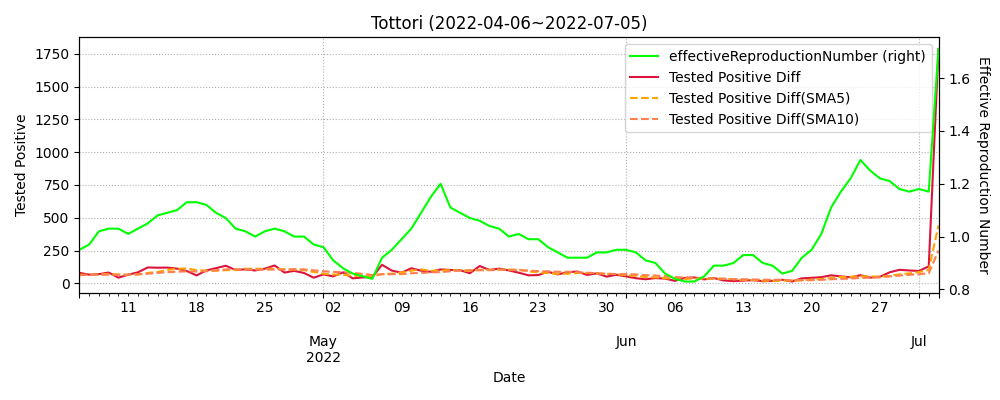 Tottori (2022-04-06~2022-07-05)
effectiveReproductionNumber (right)
Tested Positive Diff
Tested Positive Diff(SMA5)
Tested Positive Diff(SMA10)
Tested Positive
1750
1500
1250
1000
750
500
250
0
1.6
1.4
1.2
1.0
0.8
Effective Reproduction Number
11 18 25 02 09 16 23 30 06 13 20 27
May Jun Jul
2022
Date